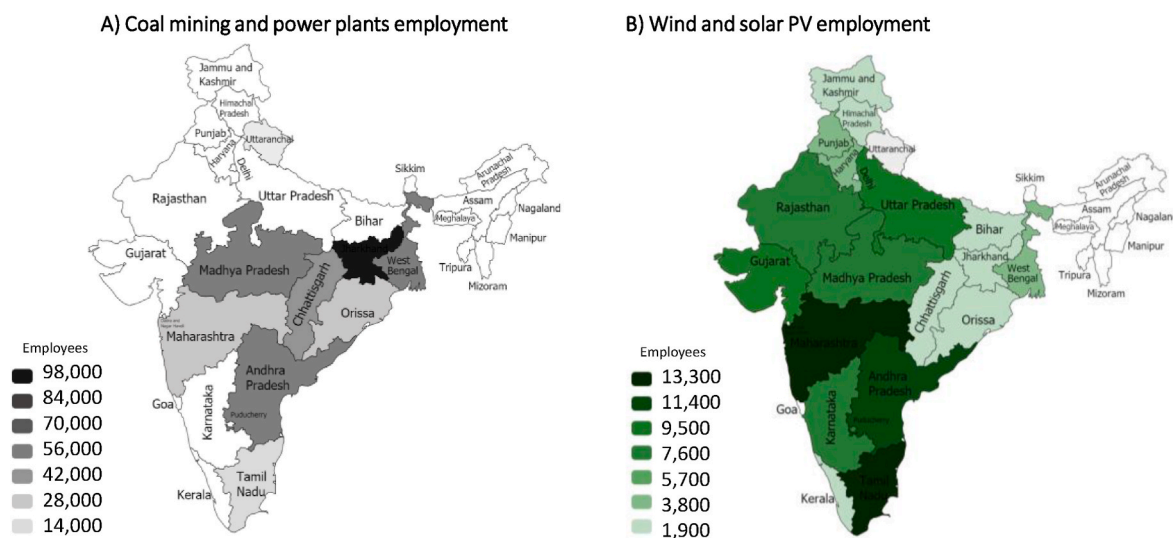 A) Coal mining and power plants employment
Jammu and
Kashmir
Himachal
Pradesh
Punjab
Haryana
Delhi
Uttaranchal
Rajasthan
Uttar Pradesh
Sikkim
Arunachal
Pradesh
Assam
Nagaland
Meghalaya
Manipur
Tripura
Mizoram
Bihar
Gujarat
Madhya Pradesh
West
Bengal
Chhattisgarh
Orissa
Maharashtra
Andhra
Pradesh
Puducherry
Goa
Karnataka
Kerala
Tamil
Nadu
Employees
98,000
84,000
70,000
56,000
42,000
28,000
14,000
B) Wind and solar PV employment
Jammu and
Kashmir
Himachal
Pradesh
Punjab
Haryana
Delhi
Uttaranchal
Rajasthan
Uttar Pradesh
Sikkim
Arunachal
Pradesh
Assam
Nagaland
Meghalaya
Manipur
Tripura
Mizoram
Bihar
Jharkhand
Gujarat
Madhya Pradesh
West
Bengal
Chhattisgarh
Orissa
Maharashtra
Andhra
Pradesh
Puducherry
Goa
Karnataka
Kerala
Tamil
Nadu
Employees
13,300
11,400
9,500
7,600
5,700
3,800
1,900